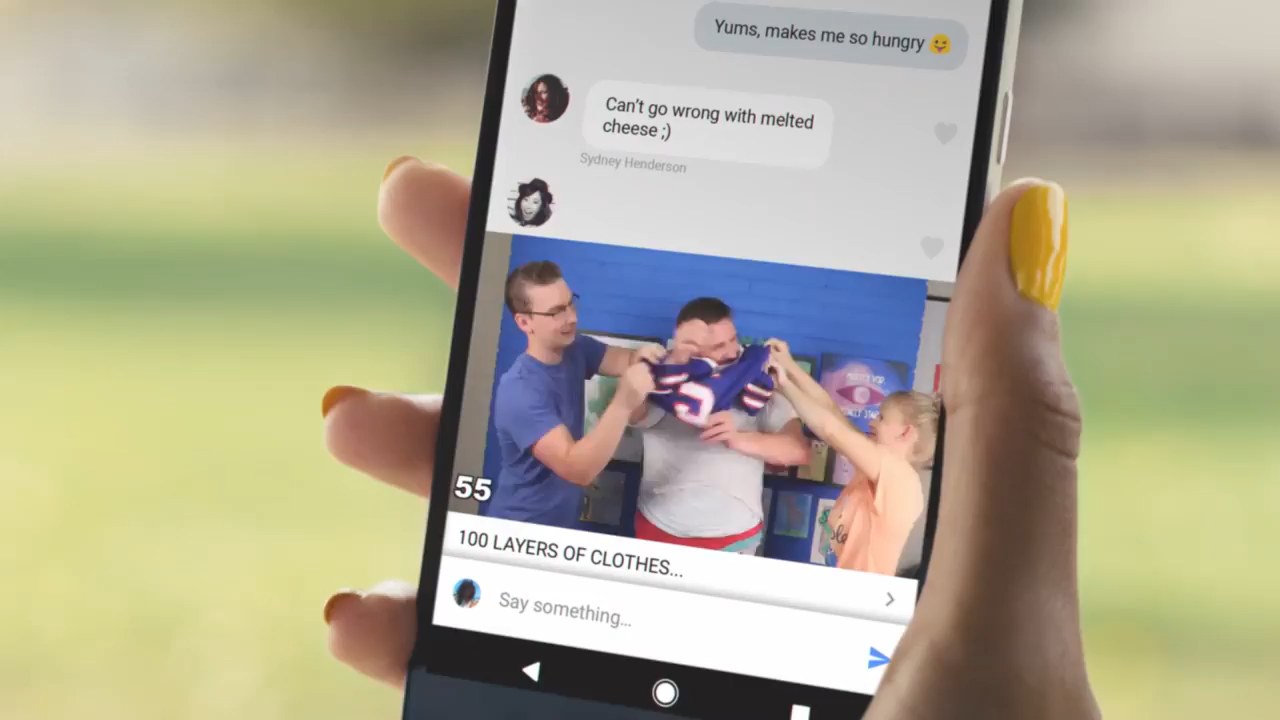 Yums, makes me so hungry 😜
Can't go wrong with melted
cheese ;)
Sydney Henderson
55
100 LAYERS OF CLOTHES...
Say something...